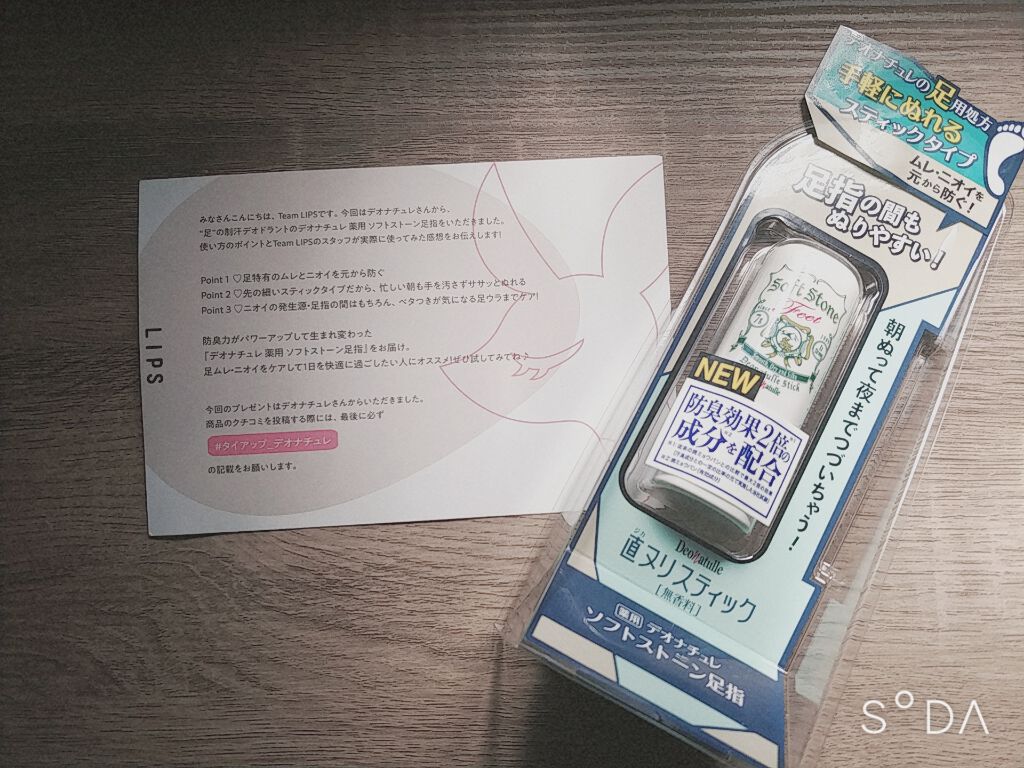 みなさんこんにちは、Team LIPSです。今回はデオナチュレさんから、
“足”の制汗デオドラントのデオナチュレ 薬用 ソフトストーン足指をいただきました。
使い方のポイントとTeam LIPSのスタッフが実際に使ってみた感想をお伝えします!
Point 1 ♡足特有のムレとニオイを元から防ぐ
Point 2 ♡先の細いスティックタイプだから、忙しい朝も手を汚さずササッとぬれる
Point 3 ♡ニオイの発生源・足指の間はもちろん、ベタつきが気になる足ウラまでケア!
防臭力がパワーアップして生まれ変わった
『デオナチュレ 薬用 ソフトストーン足指』をお届け。
足ムレ・ニオイをケアして1日を快適に過ごしたい人にオススメ!ぜひ試してみてね♪
今回のプレゼントはデオナチュレさんからいただきました。
商品のクチコミを投稿する際には、最後に必ず
#タイアップ_デオナチュレ
の記載をお願いします。
LIPS
デオナチュレの足用処方
手軽にぬれる
スティックタイプ
ムレ・ニオイを
元から防ぐ!
足指の間も
ぬりやすい!
朝ぬって夜までつづいちゃう!
Soft Stone
Feet
Deonatulle Stick
NEW
防臭効果2倍の
成分を配合
Deonatulle
ジカ
直ヌリスティック
[無香料]
薬用 デオナチュレ
ソフトストーン足指
S°DA